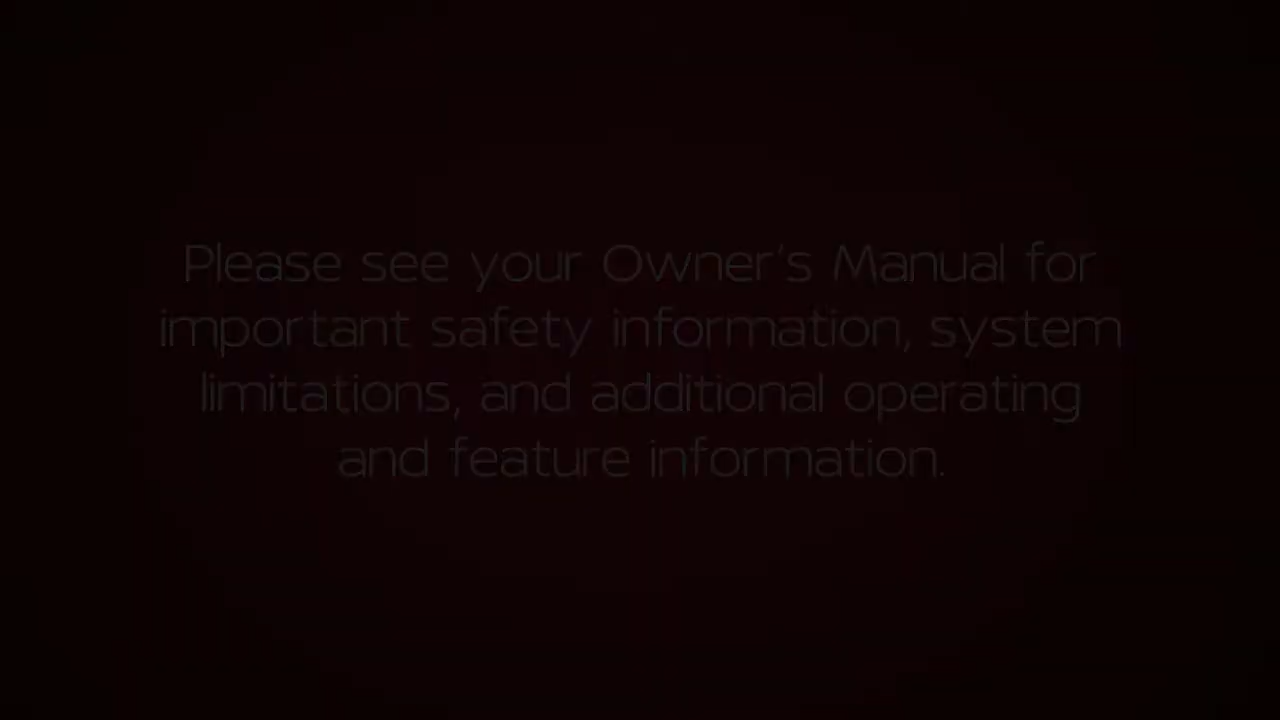 Please see your Owner's Manual for
important safety information, system
limitations, and additional operating
and feature information.